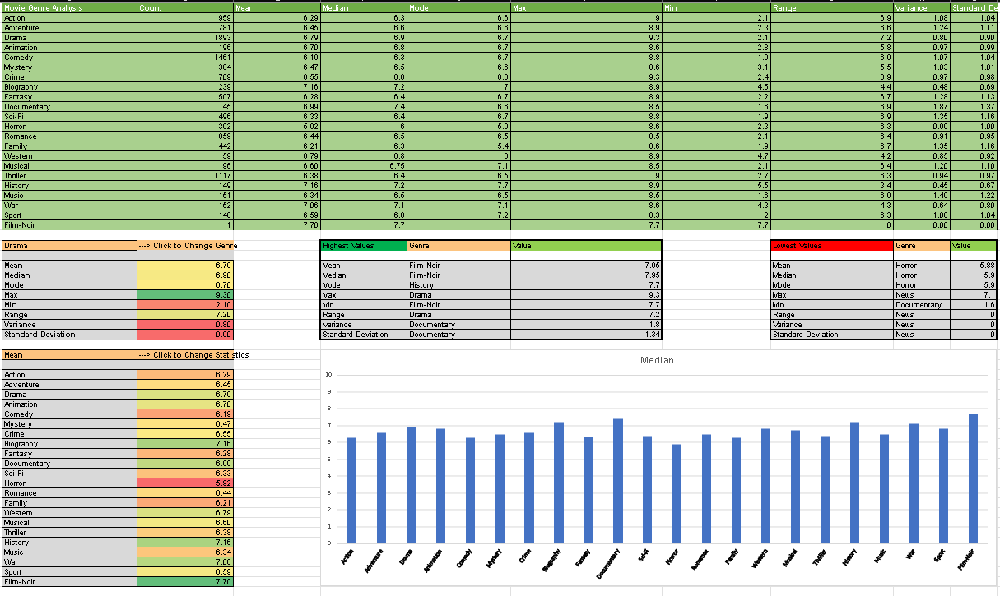 Movie Genre Analysis Count Mean Median Mode Max Min Range Variance Standard De
Action 959 6.29 6.3 6.6 9 2.1 6.9 1.08 1.04
Adventure 781 6.45 6.6 6.6 8.9 2.3 6.6 1.24 1.11
Drama 1893 6.79 6.9 6.7 9.3 2.1 7.2 0.80 0.90
Animation 196 6.70 6.8 6.7 8.6 2.8 5.8 0.97 0.99
Comedy 1461 6.19 6.3 6.7 8.8 1.9 6.9 1.07 1.04
Mystery 384 6.47 6.5 6.6 8.6 3.1 5.5 1.03 1.01
Crime 709 6.55 6.6 6.6 9.3 2.4 6.9 0.97 0.98
Biography 239 7.16 7.2 7 8.9 4.5 4.4 0.48 0.69
Fantasy 507 6.28 6.4 6.7 8.9 2.2 6.7 1.28 1.13
Documentary 45 6.99 7.4 6.6 8.5 1.6 6.9 1.87 1.37
Sci-Fi 496 6.33 6.4 6.7 8.8 1.9 6.9 1.35 1.16
Horror 392 5.92 6 5.9 8.6 2.3 6.3 0.99 1.00
Romance 859 6.44 6.5 6.5 8.5 2.1 6.4 0.91 0.95
Family 442 6.21 6.3 5.4 8.6 1.9 6.7 1.35 1.16
Western 59 6.79 6.8 6 8.9 4.7 4.2 0.85 0.92
Musical 96 6.60 6.75 7.1 8.5 2.1 6.4 1.20 1.10
Thriller 1117 6.38 6.4 6.5 9 2.7 6.3 0.94 0.97
History 149 7.16 7.2 7.7 8.9 5.5 3.4 0.45 0.67
Music 151 6.34 6.5 6.5 8.5 1.6 6.9 1.49 1.22
War 152 7.06 7.1 7.1 8.6 4.3 4.3 0.64 0.80
Sport 148 6.59 6.8 7.2 8.3 2 6.3 1.08 1.04
Film-Noir 1 7.70 7.7 7.7 7.7 0 0.00 0.00
Drama ---> Click to Change Genre
Mean 6.79
Median 6.90
Mode 6.70
Max 9.30
Min 2.10
Range 7.20
Variance 0.80
Standard Deviation 0.90
Highest Values Genre Value
Mean Film-Noir 7.95
Median Film-Noir 7.95
Mode History 7.7
Max Drama 9.3
Min Film-Noir 7.7
Range Drama 7.2
Variance Documentary 1.8
Standard Deviation Documentary 1.34
Lowest Values Genre Value
Mean Horror 5.88
Median Horror 5.9
Mode Horror 5.9
Max News 7.1
Min Documentary 1.6
Range News 0
Variance News 0
Standard Deviation News 0
Mean ---> Click to Change Statistics
Action 6.29
Adventure 6.45
Drama 6.79
Animation 6.70
Comedy 6.19
Mystery 6.47
Crime 6.55
Biography 7.16
Fantasy 6.28
Documentary 6.99
Sci-Fi 6.33
Horror 5.92
Romance 6.44
Family 6.21
Western 6.79
Musical 6.60
Thriller 6.38
History 7.16
Music 6.34
War 7.06
Sport 6.59
Film-Noir 7.70
Median
10
9
8
7
6
5
4
3
2
1
0
Action Adventure Drama Animation Comedy Mystery Crime Biography Fantasy Documentary Sci-Fi Horror Romance Family Western Musical Thriller History Music War Sport Film-Noir